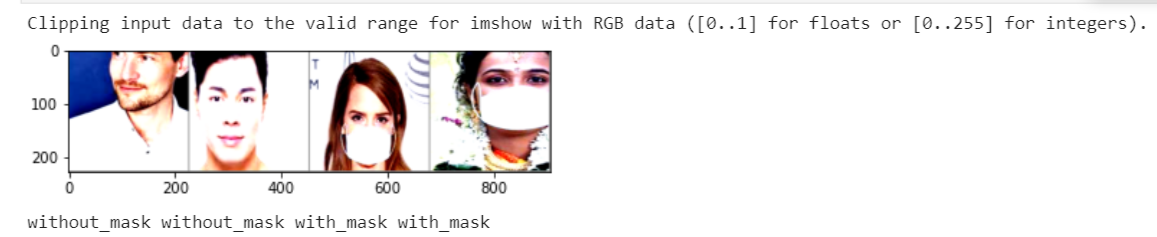 Clipping input data to the valid range for imshow with RGB data ([0..1] for floats or [0..255] for integers).
0
100
200
T
M
0 200 400 600 800
without_mask without_mask with_mask with_mask